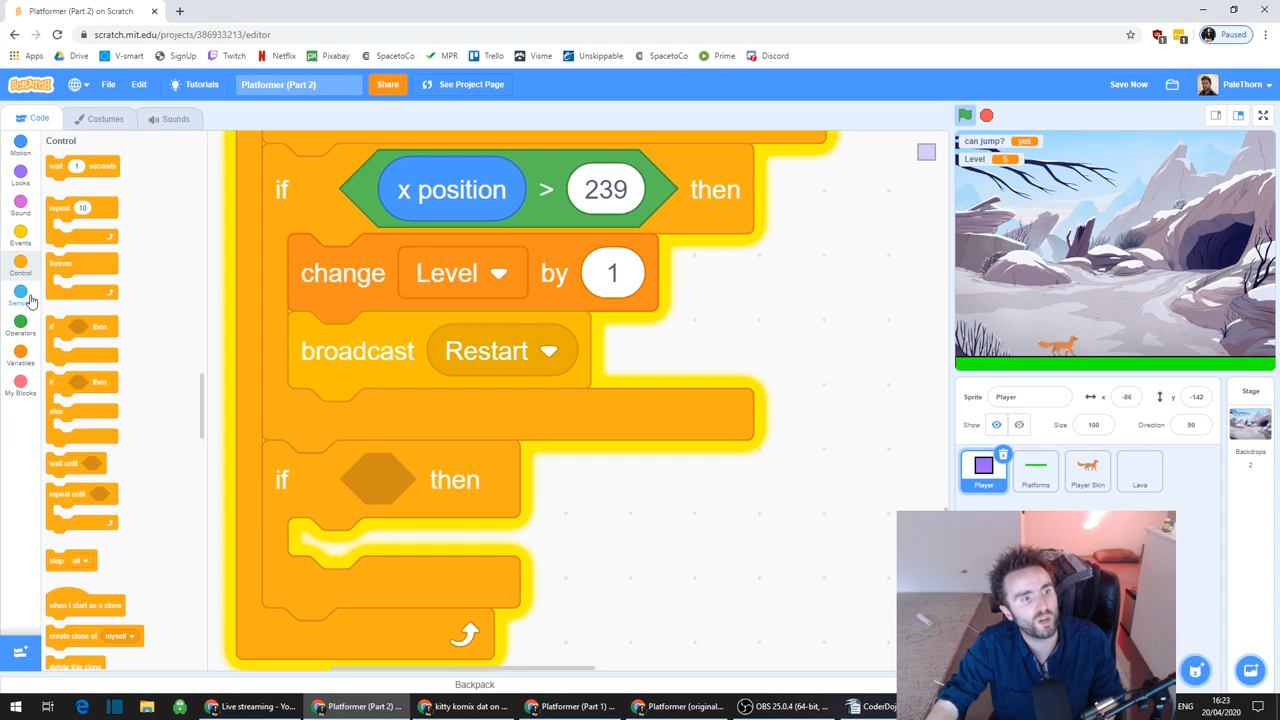 Platformer (Part 2) on Scratch
scratch.mit.edu/projects/386933213/editor
Paused
Apps
Drive
V-smart
SignUp
Twitch
Netflix
Pixabay
SpacetoCo
MPR
Trello
Visme
Unskippable
SpacetoCo
Prime
Discord
SCRATCH
File
Edit
Tutorials
Platformer (Part 2)
Share
See Project Page
Save Now
PaleThorn
Code
Costumes
Sounds
Motion
Looks
Sound
Events
Control
Operators
Variables
My Blocks
Control
wait 1 seconds
repeat 10
forever
if then
if then
else
wait until
repeat until
stop all
when I start as a clone
create clone of myself
delete this clone
if x position > 239 then
change Level by 1
broadcast Restart
if then
can jump? yes
Level 5
Sprite Player x -86 y -142
Show Size 100 Direction 90
Player
Platforms
Player Skin
Lava
Stage
Backdrops
2
Backpack
Live streaming - Yo...
Platformer (Part 2) ...
kitty komix dat on ...
Platformer (Part 1) ...
Platformer (original...
OBS 25.0.4 (64-bit, ...
CoderDoj
ENG
16:23
20/04/2020